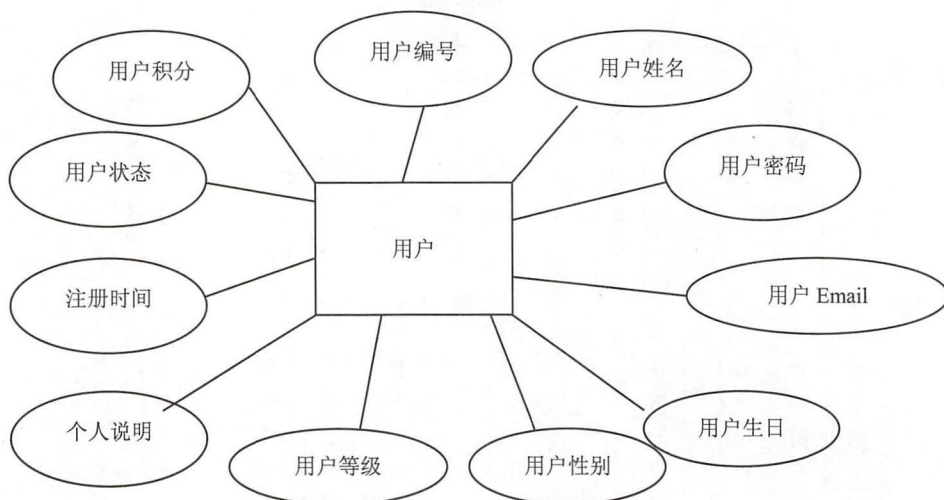 用户编号
用户积分
用户姓名
用户状态
用户密码
用户
注册时间
用户 Email
个人说明
用户生日
用户等级
用户性别